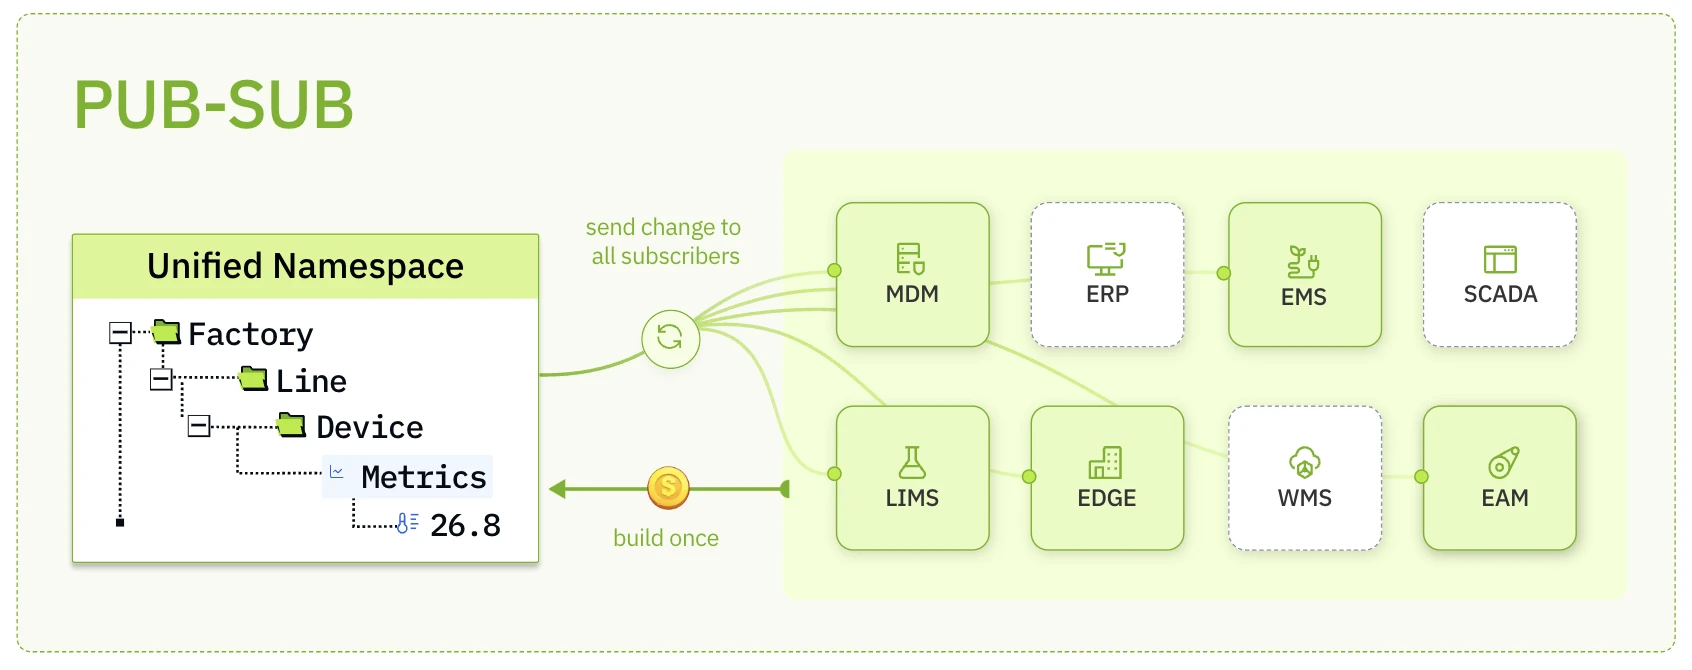 PUB-SUB
Unified Namespace
Factory
Line
Device
Metrics
26.8
send change to
all subscribers
$
build once
MDM
ERP
EMS
SCADA
LIMS
EDGE
WMS
EAM